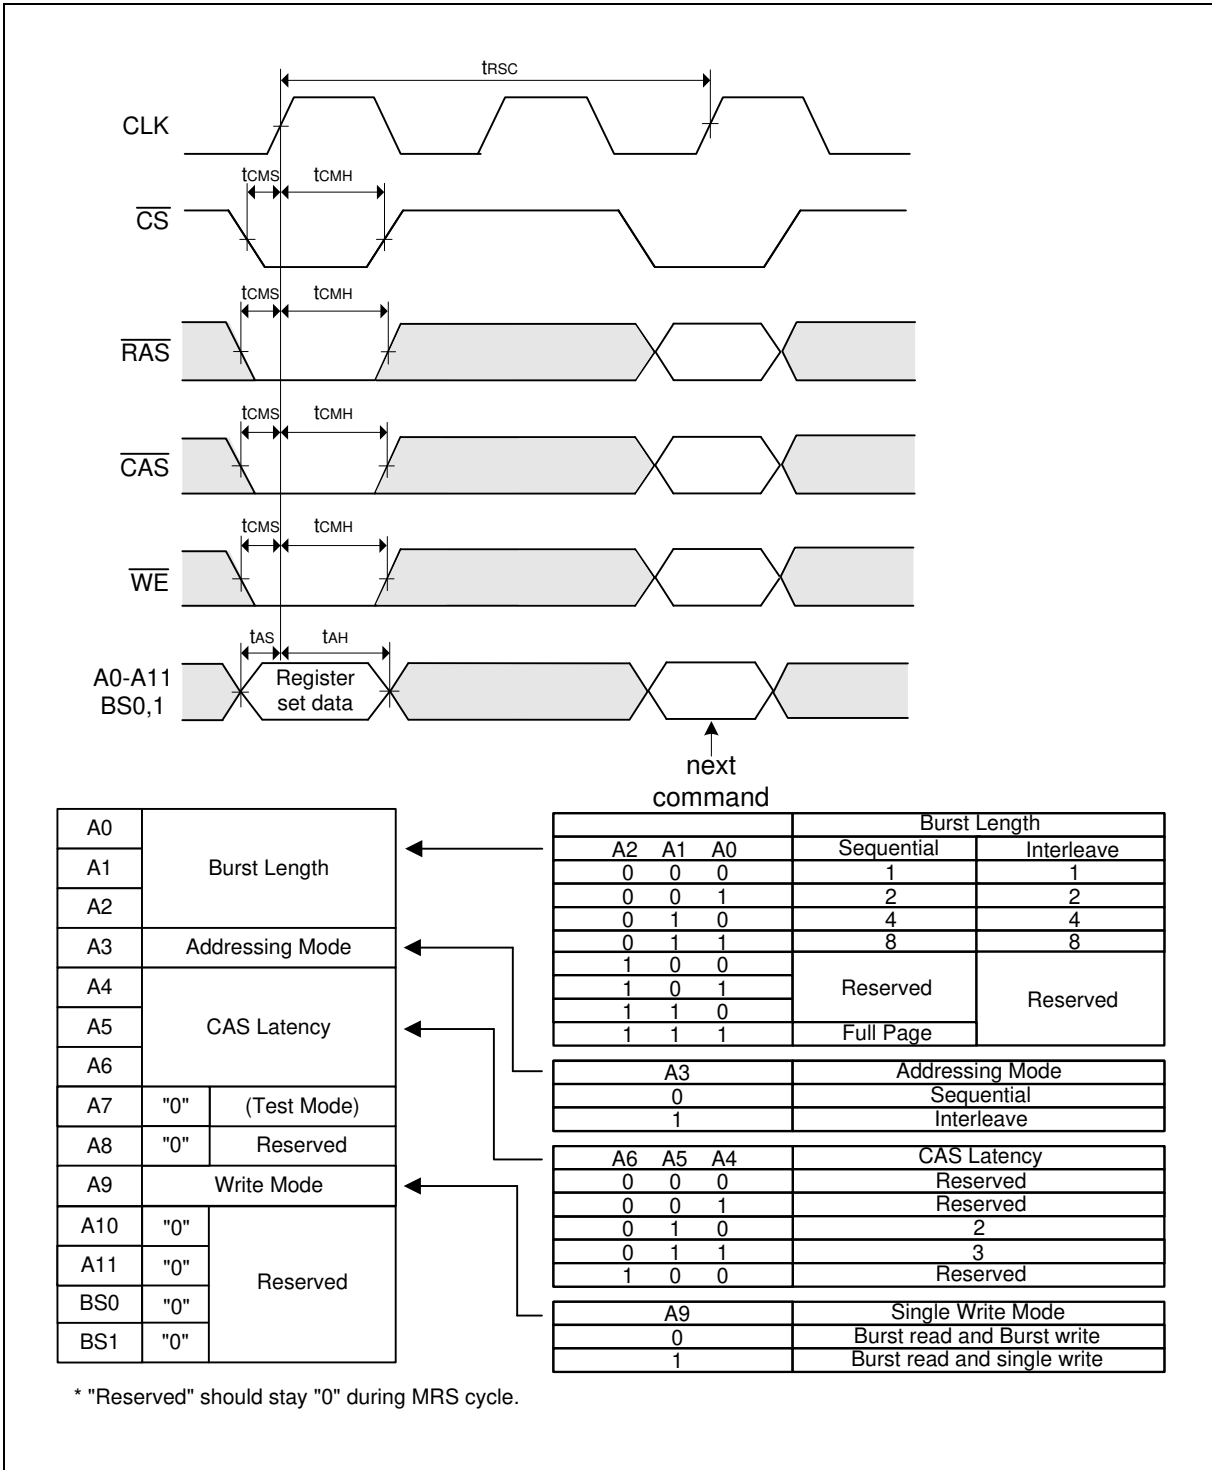 tRSC
CLK
tCMS tCMH
CS
tCMS tCMH
RAS
tCMS tCMH
CAS
tCMS tCMH
WE
tAS tAH
A0-A11
BS0,1
Register
set data
next
command
A0
A1
A2
Burst Length
A3 Addressing Mode
A4
A5
A6
CAS Latency
A7 "0" (Test Mode)
A8 "0" Reserved
A9 Write Mode
A10 "0"
A11 "0"
BS0 "0"
BS1 "0"
Reserved
Burst Length
A2 A1 A0 Sequential Interleave
0 0 0 1 1
0 0 1 2 2
0 1 0 4 4
0 1 1 8 8
1 0 0
1 0 1
1 1 0
Reserved
Reserved
1 1 1 Full Page
A3 Addressing Mode
0 Sequential
1 Interleave
A6 A5 A4 CAS Latency
0 0 0 Reserved
0 0 1 Reserved
0 1 0 2
0 1 1 3
1 0 0 Reserved
A9 Single Write Mode
0 Burst read and Burst write
1 Burst read and single write
* "Reserved" should stay "0" during MRS cycle.